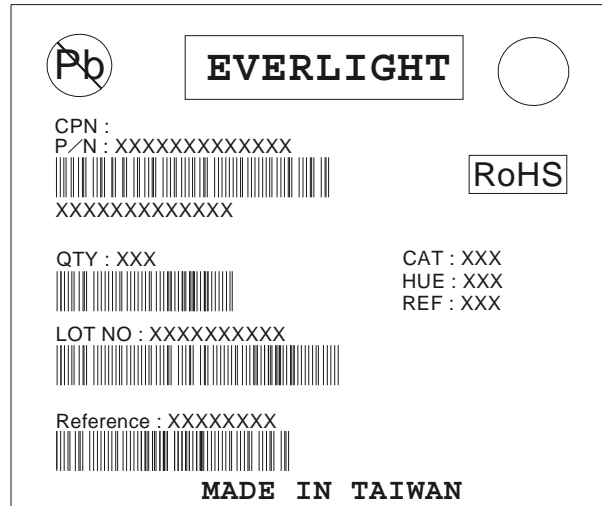 Pb
EVERLIGHT
CPN :
P/N : XXXXXXXXXXXXX
RoHS
XXXXXXXXXXXXX
QTY : XXX
CAT : XXX
HUE : XXX
REF : XXX
LOT NO : XXXXXXXXXX
Reference : XXXXXXXX
MADE IN TAIWAN